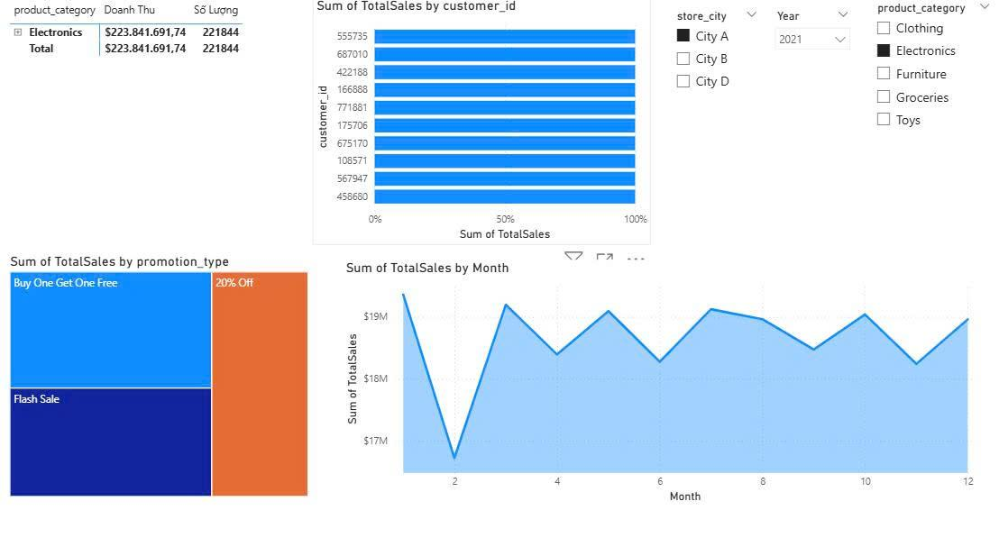 product_category Doanh Thu Số Lượng
Electronics $223.841.691,74 221844
Total $223.841.691,74 221844
Sum of TotalSales by customer_id
customer_id
555735
687010
422188
166888
771881
175706
675170
108571
567947
458680
0% 50% 100%
Sum of TotalSales
store_city
City A
City B
City D
Year
2021
product_category
Clothing
Electronics
Furniture
Groceries
Toys
Sum of TotalSales by promotion_type
Buy One Get One Free
20% Off
Flash Sale
Sum of TotalSales by Month
Sum of TotalSales
$19M
$18M
$17M
2 4 6 8 10 12
Month